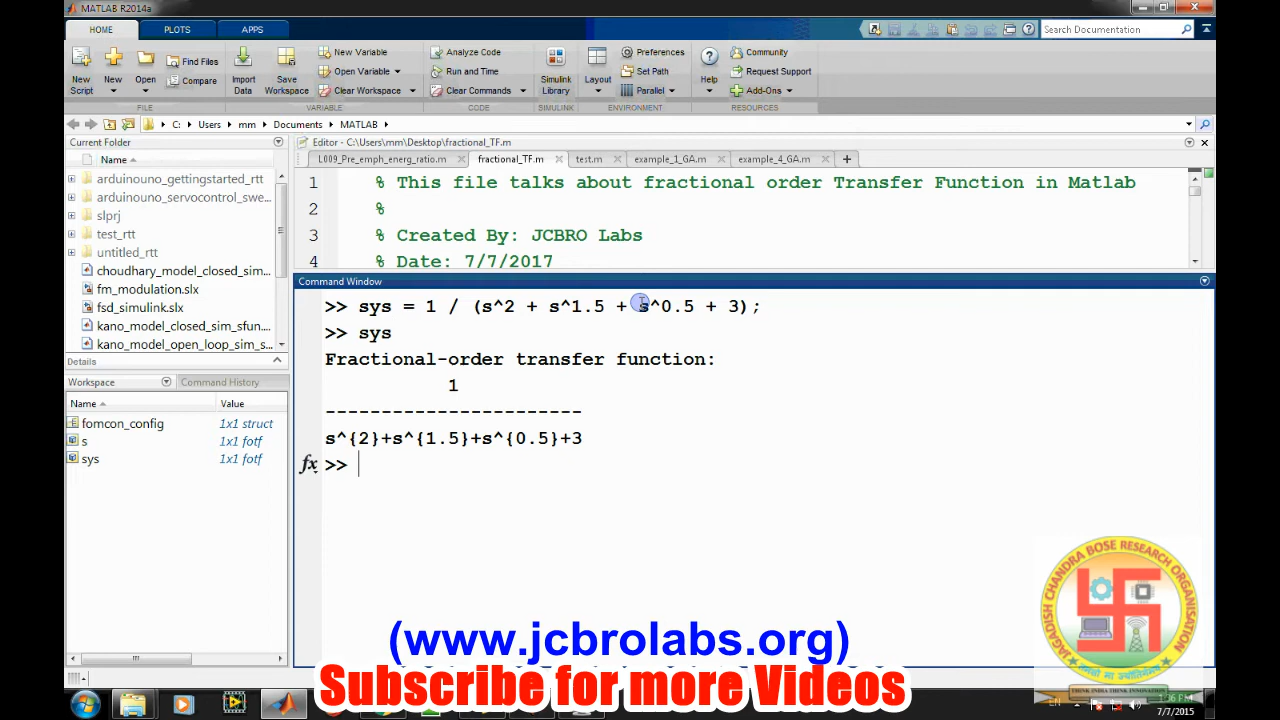 MATLAB R2014a
HOME PLOTS APPS
Search Documentation
New Script
New
Open
Find Files
Compare
FILE
Import Data
Save Workspace
New Variable
Open Variable
Clear Workspace
VARIABLE
Analyze Code
Run and Time
Clear Commands
CODE
Simulink Library
SIMULINK
Layout
Preferences
Set Path
Parallel
ENVIRONMENT
Help
Community
Request Support
Add-Ons
RESOURCES
C: Users mm Documents MATLAB
Current Folder
Name
arduinouno_gettingstarted_rtt
arduinouno_servocontrol_swe...
slprj
test_rtt
untitled_rtt
choudhary_model_closed_sim...
fm_modulation.slx
fsd_simulink.slx
kano_model_closed_sim_sfun...
kano_model_open_loop_sim_s...
Details
Workspace Command History
Name Value
fomcon_config 1x1 struct
s 1x1 fotf
sys 1x1 fotf
Editor - C:\Users\mm\Desktop\fractional_TF.m
L009_Pre_emph_energ_ratio.m fractional_TF.m test.m example_1_GA.m example_4_GA.m
1 % This file talks about fractional order Transfer Function in Matlab
2 %
3 % Created By: JCBRO Labs
4 % Date: 7/7/2017
Command Window
>> sys = 1 / (s^2 + s^1.5 + s^0.5 + 3);
>> sys
Fractional-order transfer function:
1
-----------------------
s^{2}+s^{1.5}+s^{0.5}+3
fx >>
JAGADISH CHANDRA BOSE RESEARCH ORGANISATION
THINK INDIA THINK INNOVATION
(www.jcbrolabs.org)
Subscribe for more Videos
EN
1:36 PM
7/7/2015